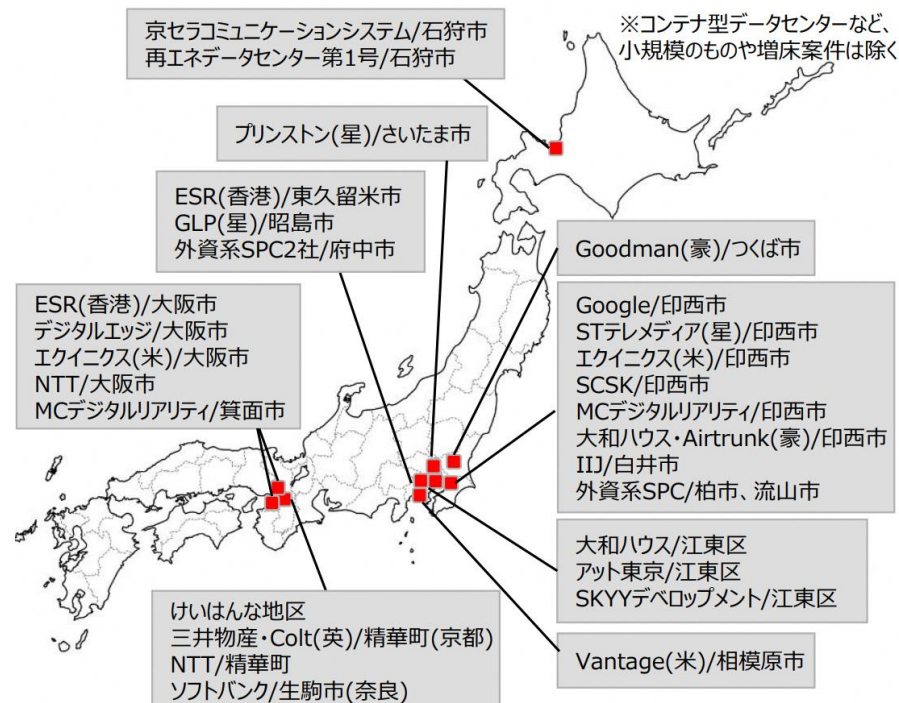 京セラコミュニケーションシステム/石狩市
再エネデータセンター第1号/石狩市
※コンテナ型データセンターなど、
小規模のものや増床案件は除く
プリンストン(星)/さいたま市
ESR(香港)/東久留米市
GLP(星)/昭島市
外資系SPC2社/府中市
Goodman(豪)/つくば市
ESR(香港)/大阪市
デジタルエッジ/大阪市
エクイニクス(米)/大阪市
NTT/大阪市
MCデジタルリアリティ/箕面市
Google/印西市
STテレメディア(星)/印西市
エクイニクス(米)/印西市
SCSK/印西市
MCデジタルリアリティ/印西市
大和ハウス・Airtrunk(豪)/印西市
IIJ/白井市
外資系SPC/柏市、流山市
大和ハウス/江東区
アット東京/江東区
SKYYデベロップメント/江東区
けいはんな地区
三井物産・Colt(英)/精華町(京都)
NTT/精華町
ソフトバンク/生駒市(奈良)
Vantage(米)/相模原市